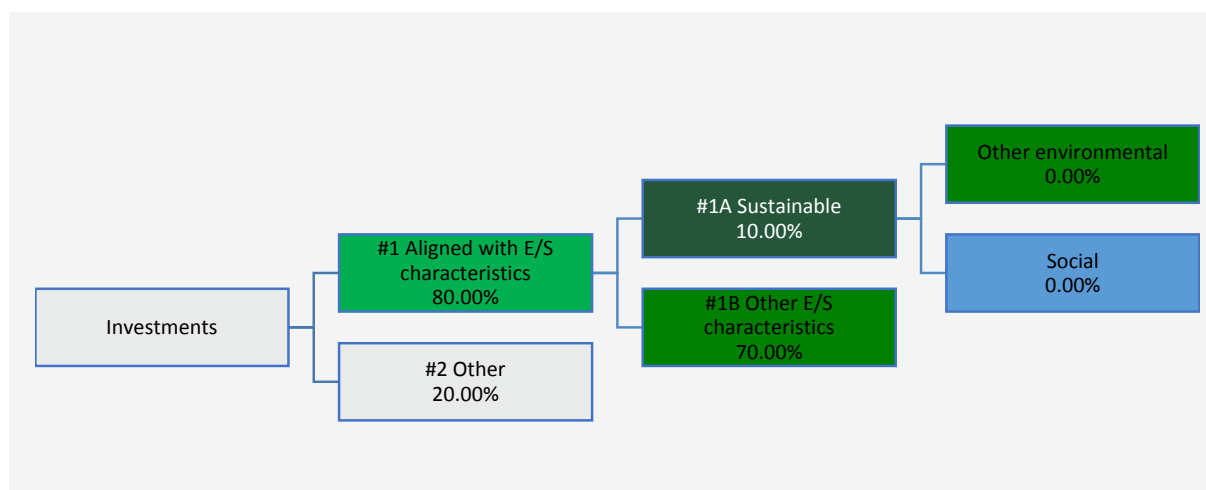 Investments
#1 Aligned with E/S
characteristics
80.00%
#2 Other
20.00%
#1A Sustainable
10.00%
#1B Other E/S
characteristics
70.00%
Other environmental
0.00%
Social
0.00%